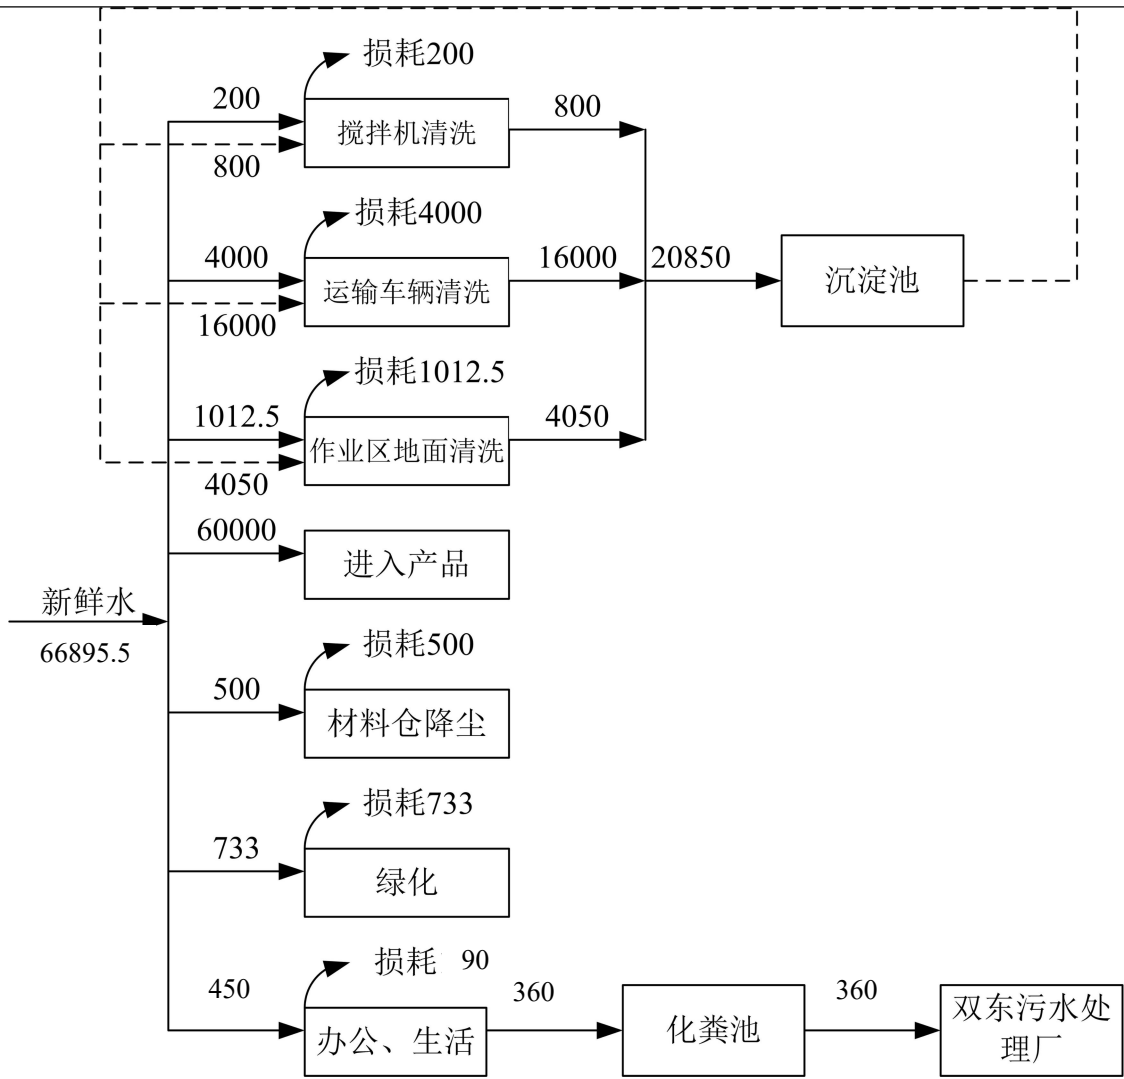 损耗200
200
搅拌机清洗
800
800
损耗4000
4000
运输车辆清洗
16000
16000
20850
沉淀池
损耗1012.5
1012.5
作业区地面清洗
4050
4050
60000
进入产品
新鲜水
66895.5
损耗500
500
材料仓降尘
损耗733
733
绿化
损耗 90
450
办公、生活
360
化粪池
360
双东污水处
理厂